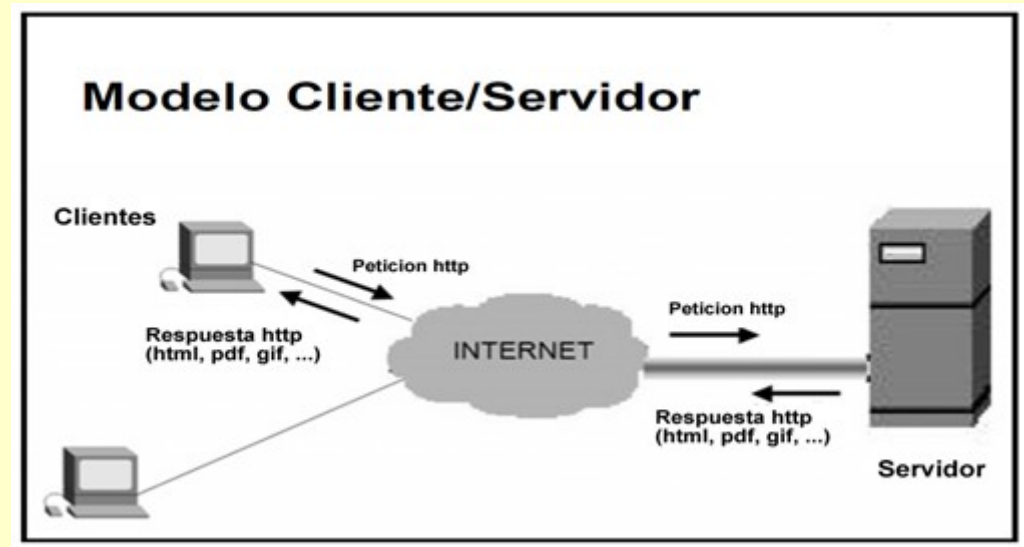 Modelo Cliente/Servidor
Clientes
Peticion http
Respuesta http
(html, pdf, gif, ...)
INTERNET
Peticion http
Respuesta http
(html, pdf, gif, ...)
Servidor